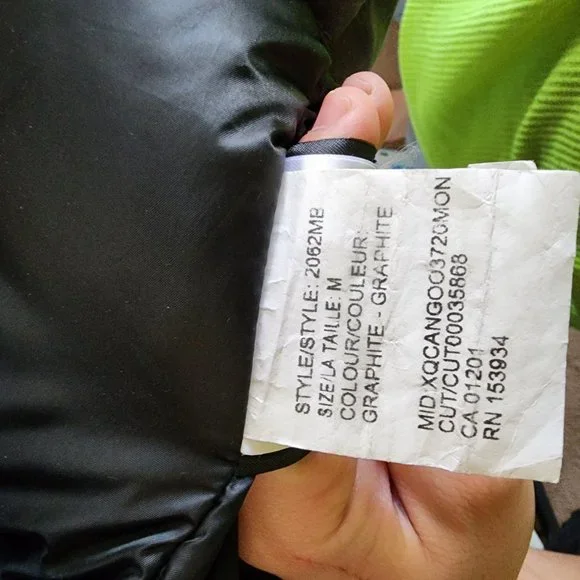 STYLE/STYLE: 2062MB
SIZE/LA TAILLE: M
COLOUR/COULEUR:
GRAPHITE - GRAPHITE
MID:XQCANGOO3720MON
CUT/CUT00035868
CA 01201
RN 153934